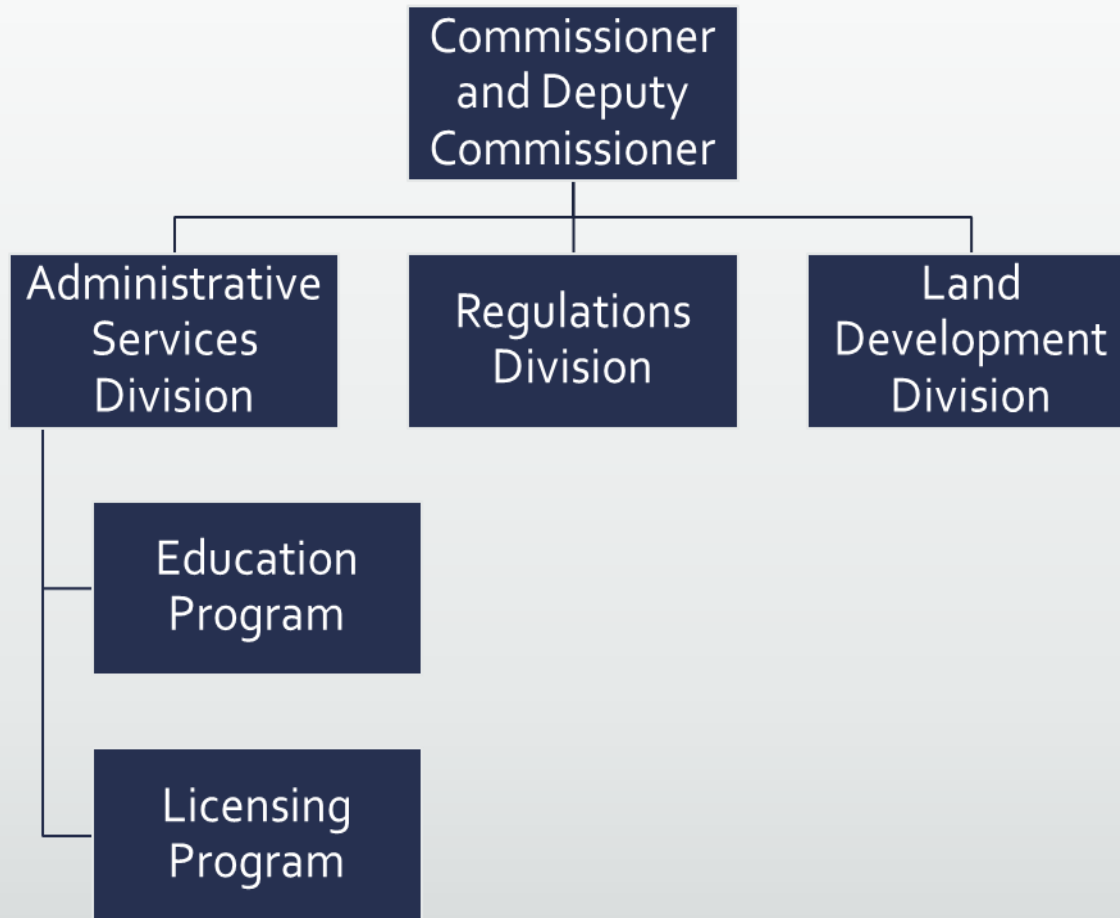 Commissioner
and Deputy
Commissioner
Administrative
Services
Division
Regulations
Division
Land
Development
Division
Education
Program
Licensing
Program